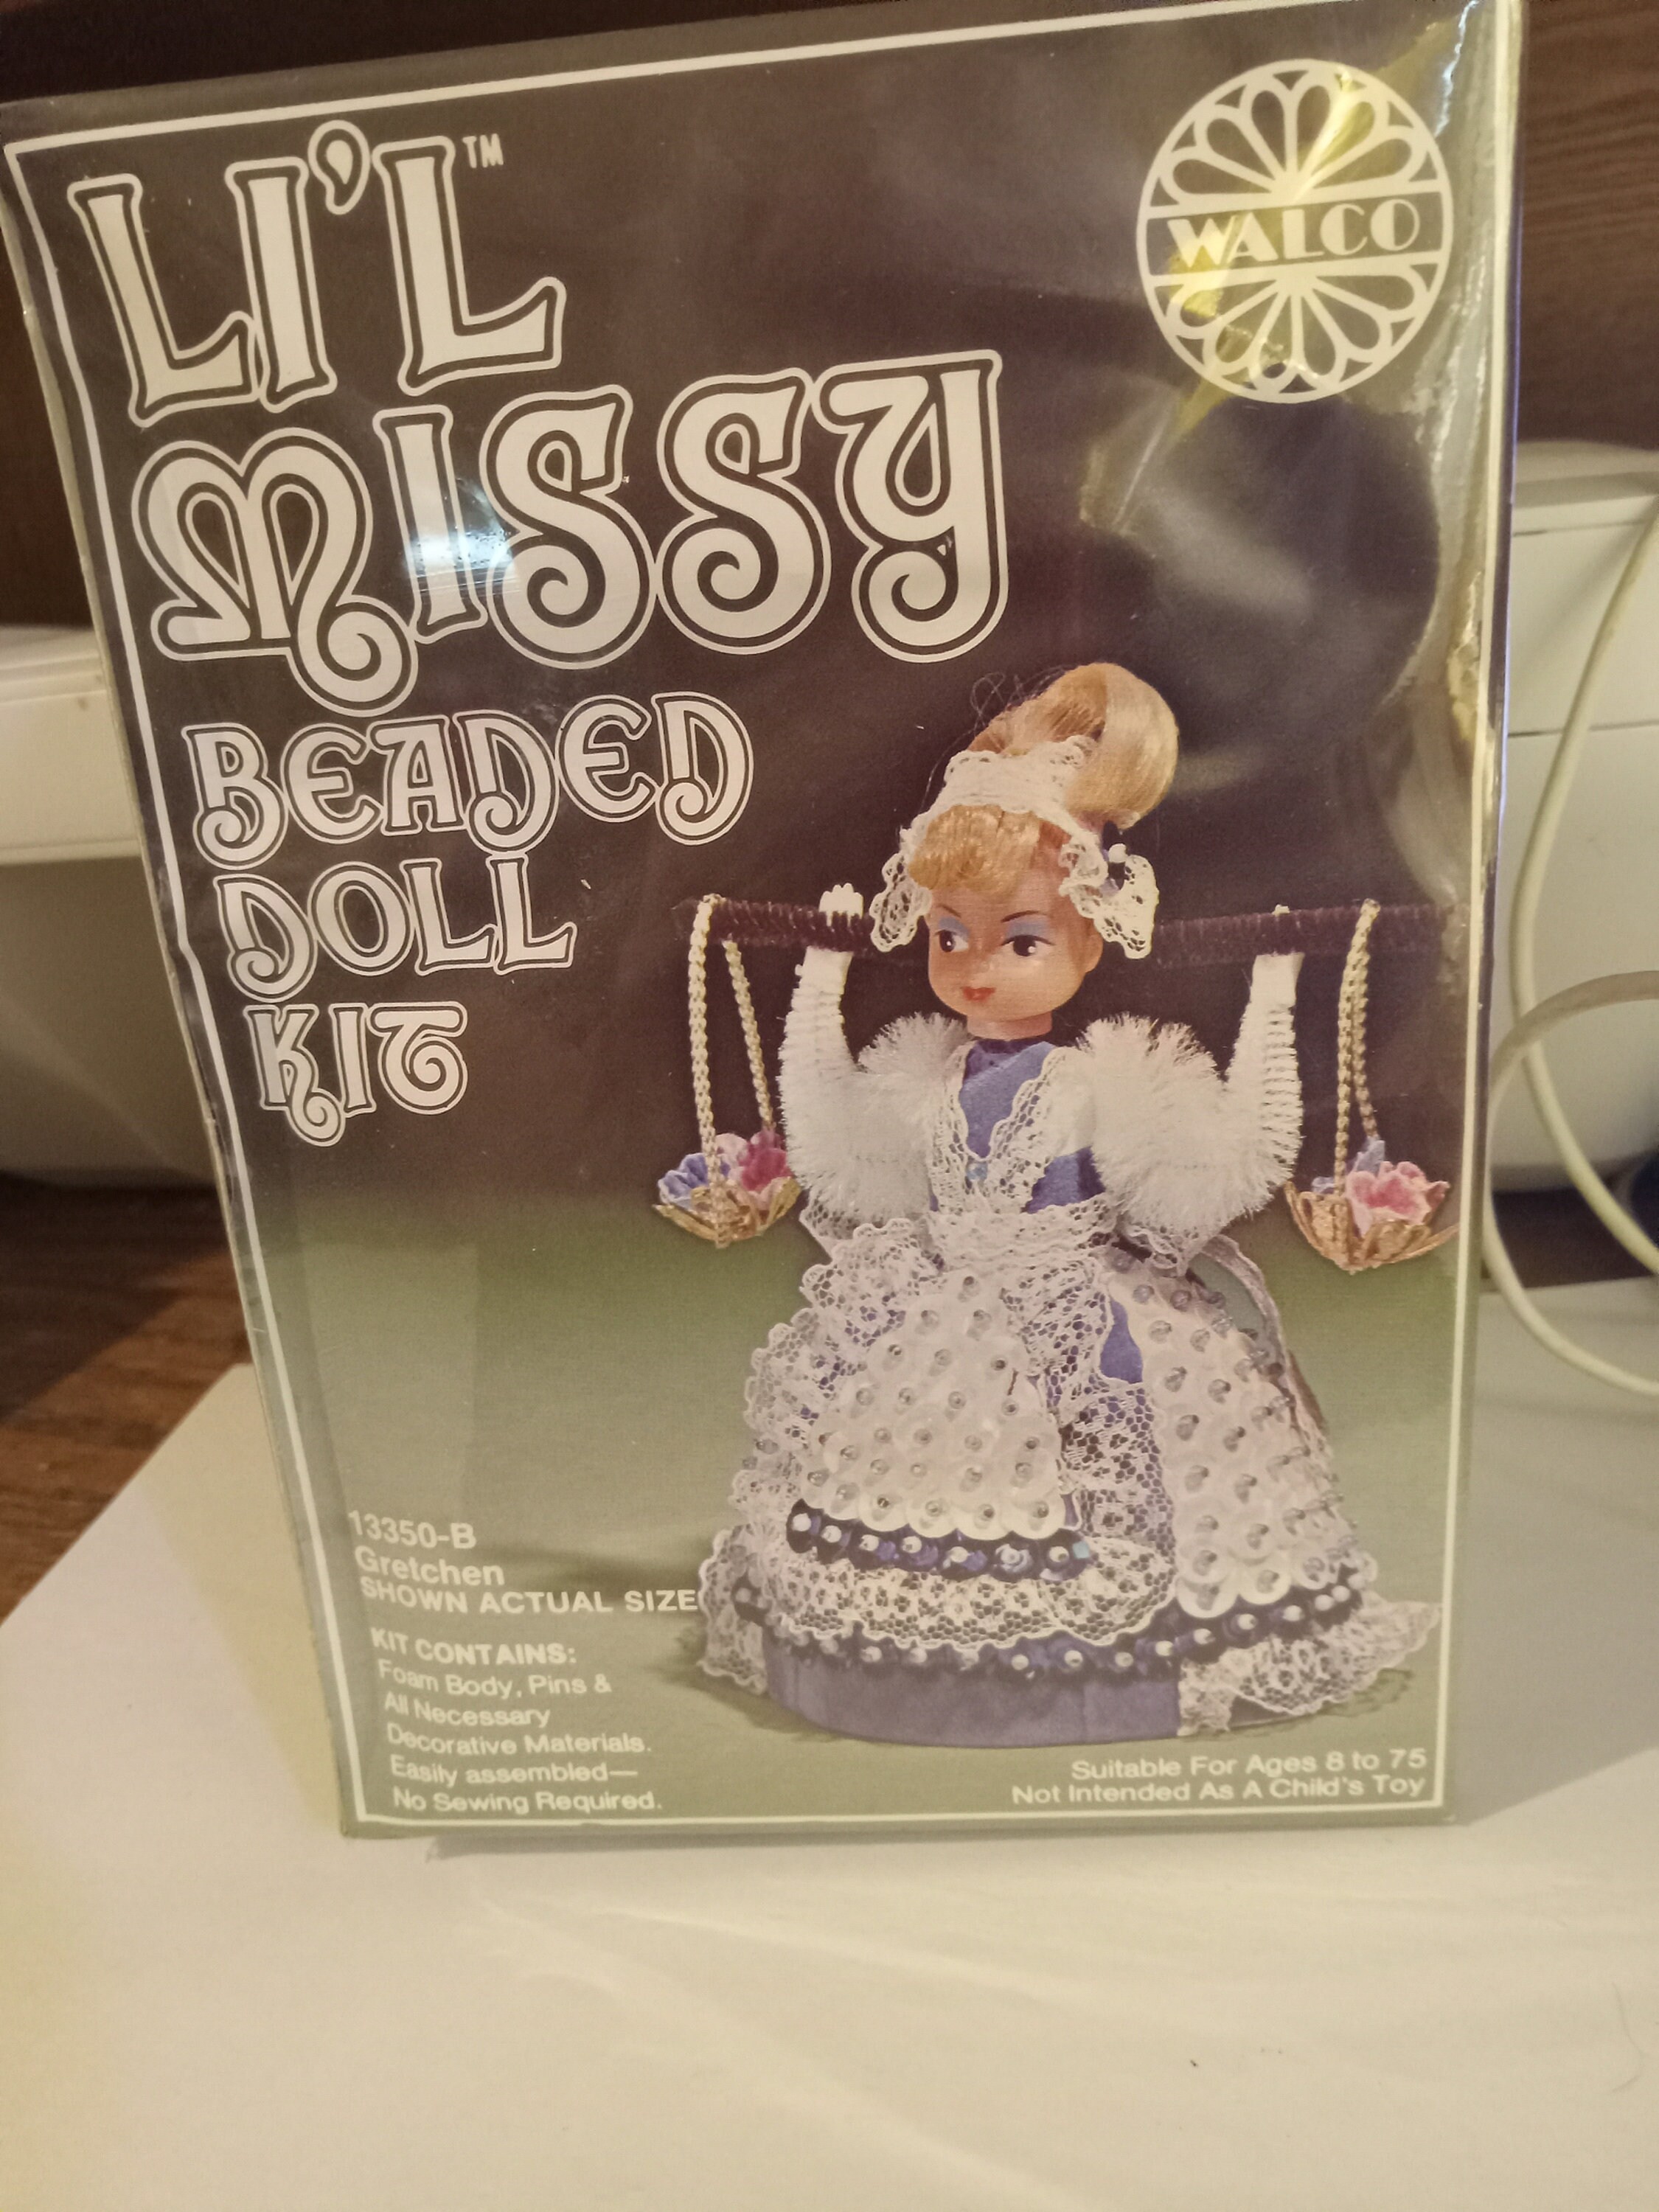 LI'L™
MISSY
BEADED
DOLL
KIT
WALCO
13350-B
Gretchen
SHOWN ACTUAL SIZE
KIT CONTAINS:
Foam Body, Pins &
All Necessary
Decorative Materials.
Easily assembled—
No Sewing Required.
Suitable For Ages 8 to 75
Not Intended As A Child's Toy